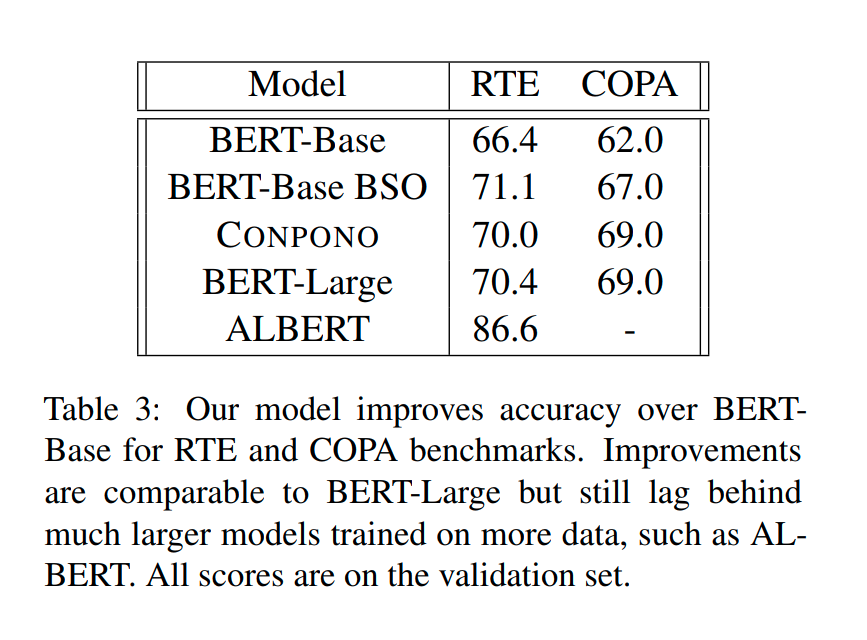 Model RTE COPA
BERT-Base 66.4 62.0
BERT-Base BSO 71.1 67.0
CONPONO 70.0 69.0
BERT-Large 70.4 69.0
ALBERT 86.6 -
Table 3: Our model improves accuracy over BERT-
Base for RTE and COPA benchmarks. Improvements
are comparable to BERT-Large but still lag behind
much larger models trained on more data, such as AL-
BERT. All scores are on the validation set.